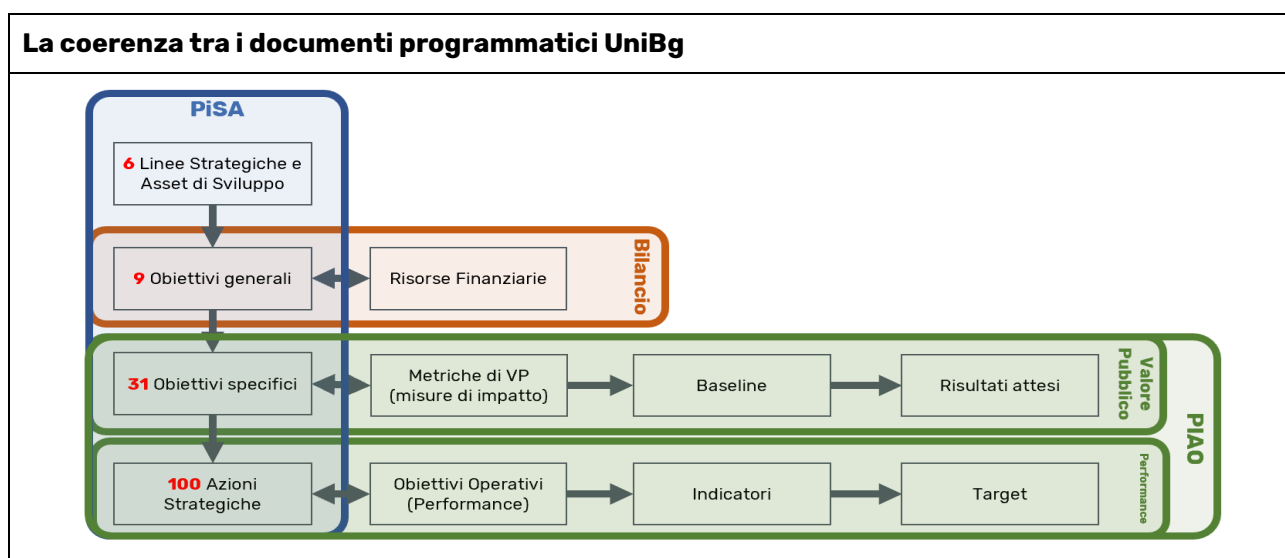 La coerenza tra i documenti programmatici UniBg
PiSA
6 Linee Strategiche e
Asset di Sviluppo
9 Obiettivi generali
Risorse Finanziarie
Bilancio
31 Obiettivi specifici
Metriche di VP
(misure di impatto)
Baseline
Risultati attesi
Valore
Pubblico
PIAO
100 Azioni
Strategiche
Obiettivi Operativi
(Performance)
Indicatori
Target
Performance